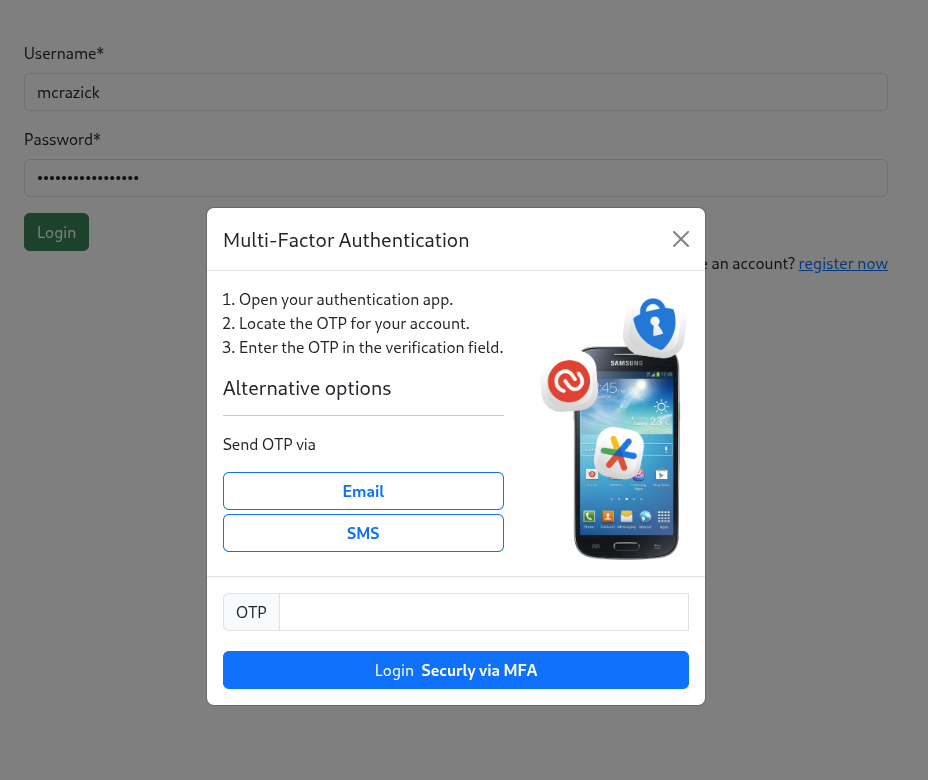 Username*
mcrazick
Password*
•••••••••••••••••
Login
an account? register now
Multi-Factor Authentication
1. Open your authentication app.
2. Locate the OTP for your account.
3. Enter the OTP in the verification field.
Alternative options
Send OTP via
Email
SMS
SAMSUNG
OTP
Login Securly via MFA